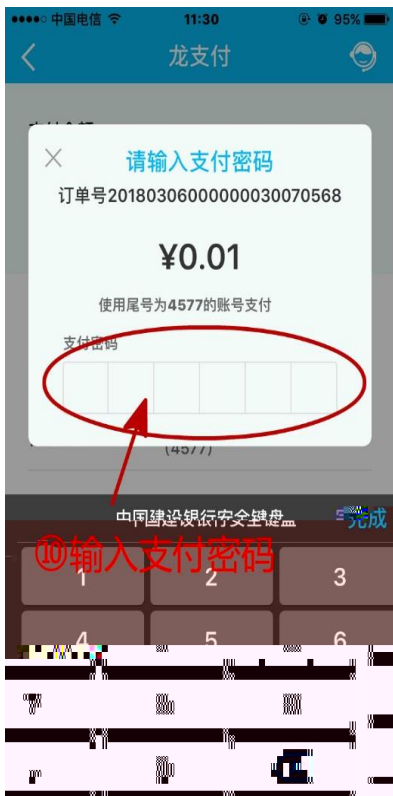 中国电信 11:30 95%
龙支付
请输入支付密码
订单号20180306000000030070568
¥0.01
使用尾号为4577的账号支付
支付密码
(4577)
中国建设银行安全键盘 完成
⑩输入支付密码
1 2 3
4 5 6